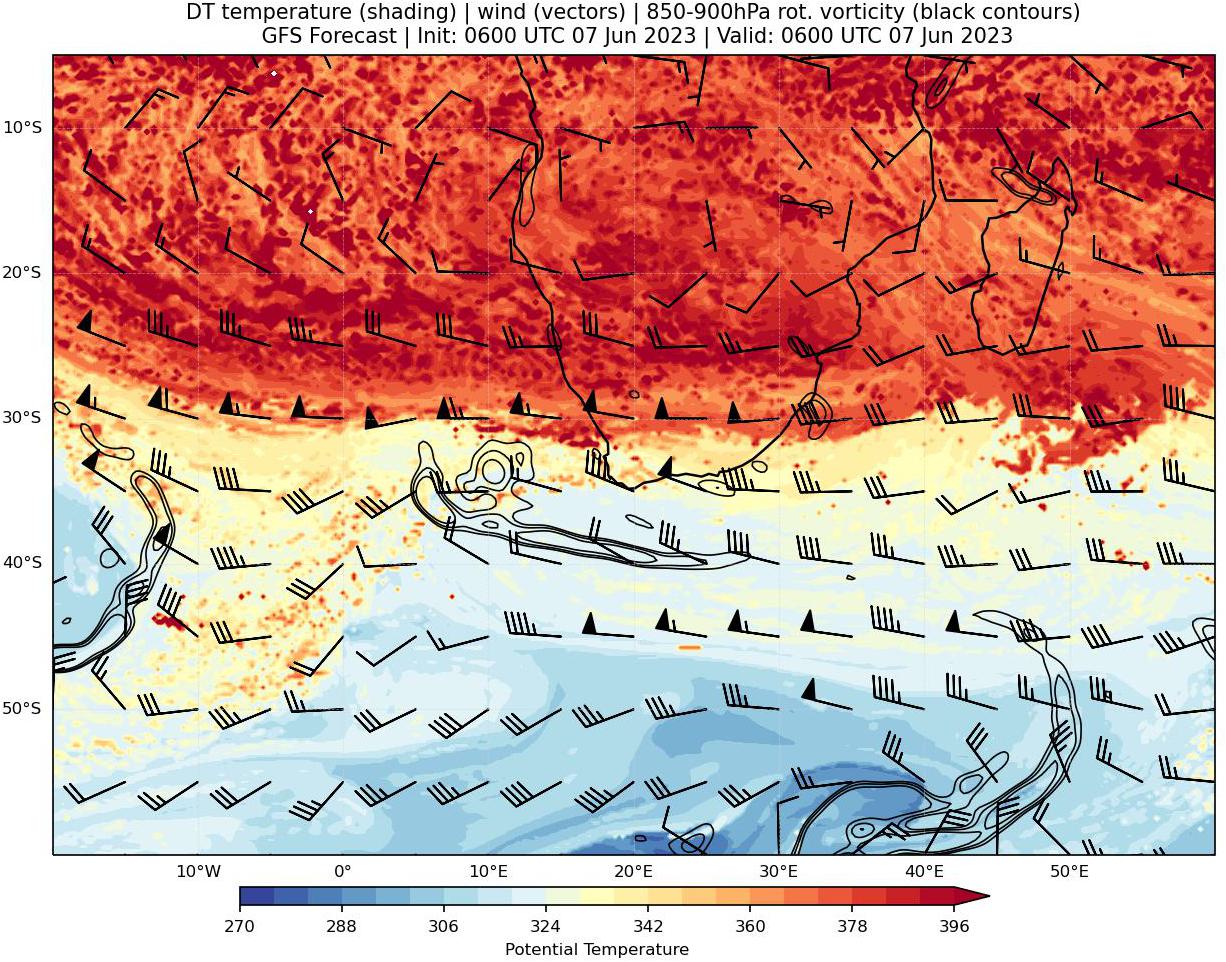 DT temperature (shading) | wind (vectors) | 850-900hPa rot. vorticity (black contours)
GFS Forecast | Init: 0600 UTC 07 Jun 2023 | Valid: 0600 UTC 07 Jun 2023
10°S
20°S
30°S
40°S
50°S
10°W 0° 10°E 20°E 30°E 40°E 50°E
270 288 306 324 342 360 378 396
Potential Temperature